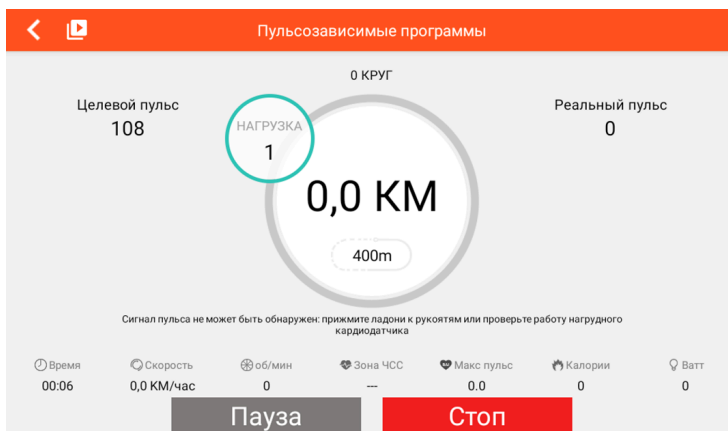 Пульсозависимые программы
0 КРУГ
Целевой пульс
108
НАГРУЗКА
1
Реальный пульс
0
0,0 КМ
400m
Сигнал пульса не может быть обнаружен: прижмите ладони к рукоятям или проверьте работу нагрудного
кардиодатчика
Время Скорость об/мин Зона ЧСС Макс пульс Калории Ватт
00:06 0,0 КМ/час 0 --- 0.0 0 0
Пауза Стоп